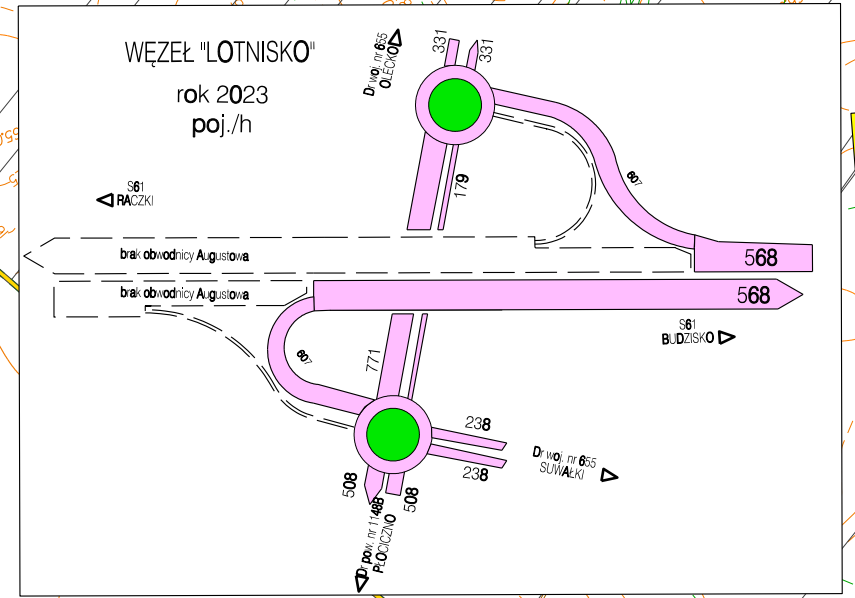 WĘZEŁ "LOTNISKO"
rok 2023
poj./h
Dr woj. nr 655
OLECKO
331
331
S61
RACZKI
179
607
brak obwodnicy Augustowa
568
brak obwodnicy Augustowa
568
S61
BUDZISKO
607
771
238
238
Dr woj. nr 655
SUWAŁKI
508
508
Dr pow. nr 1148B
PŁOCICZNO